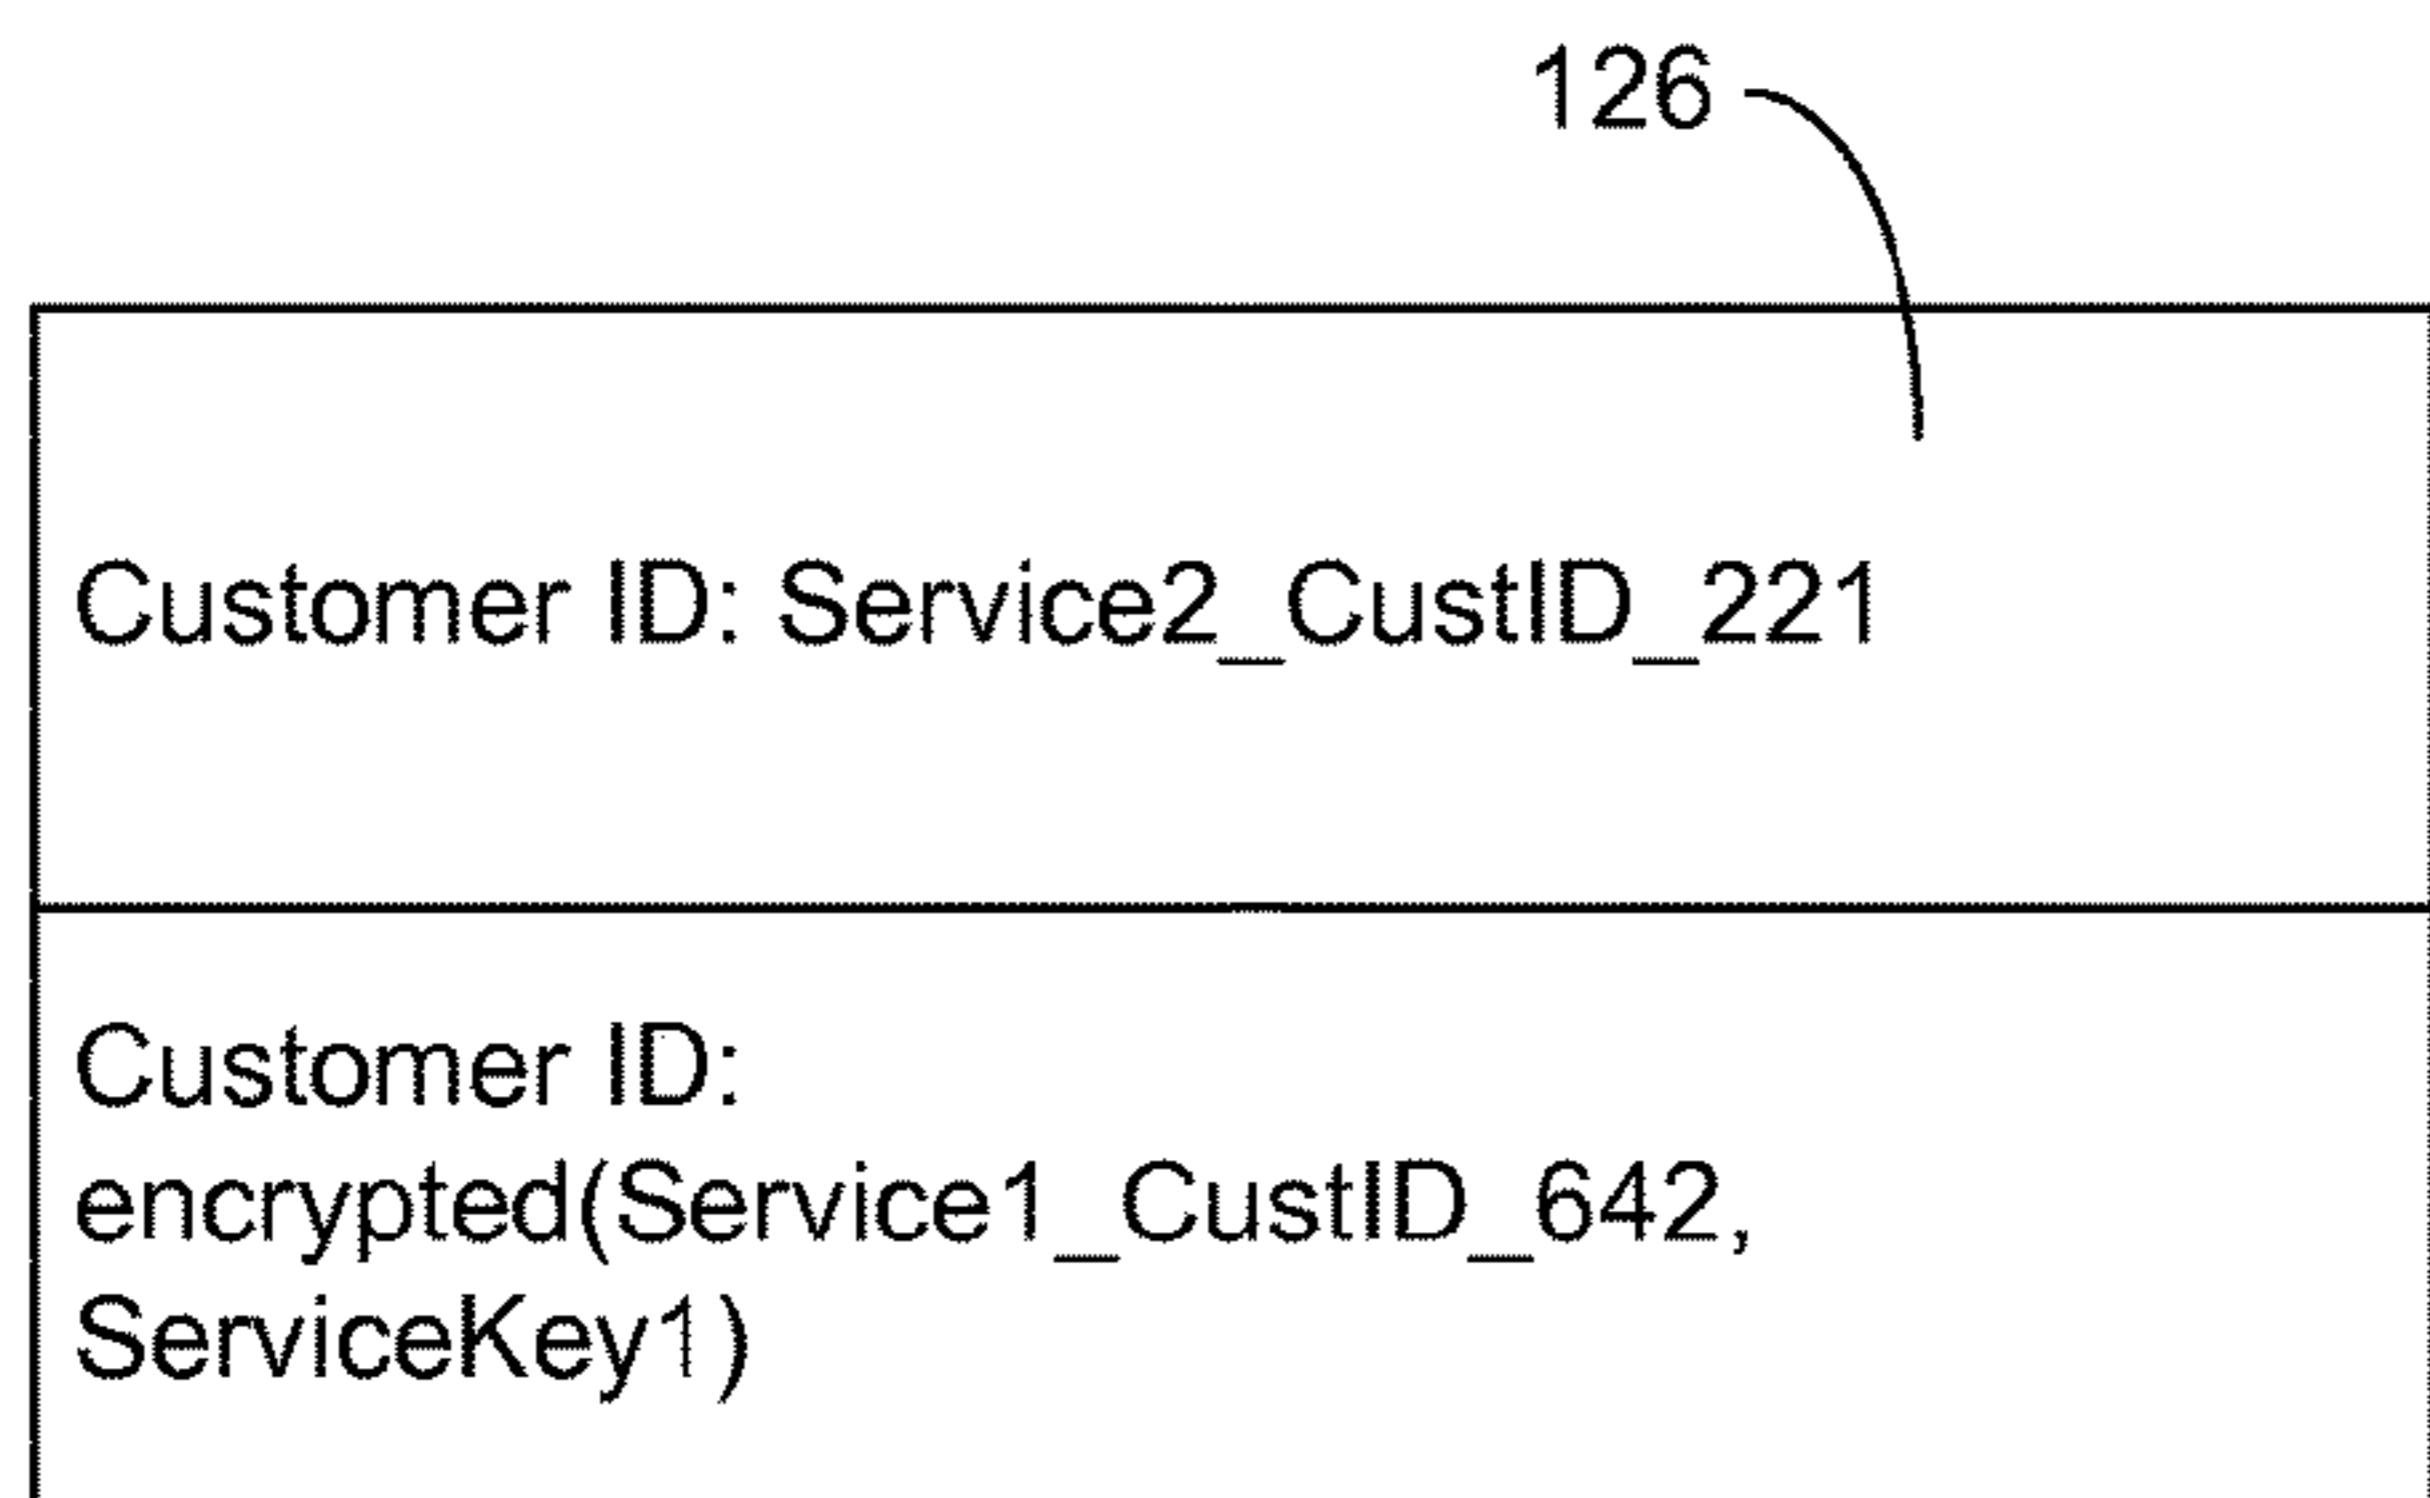 126
Customer ID: Service2_CustID_221
Customer ID:
encrypted(Service1_CustID_642,
ServiceKey1)